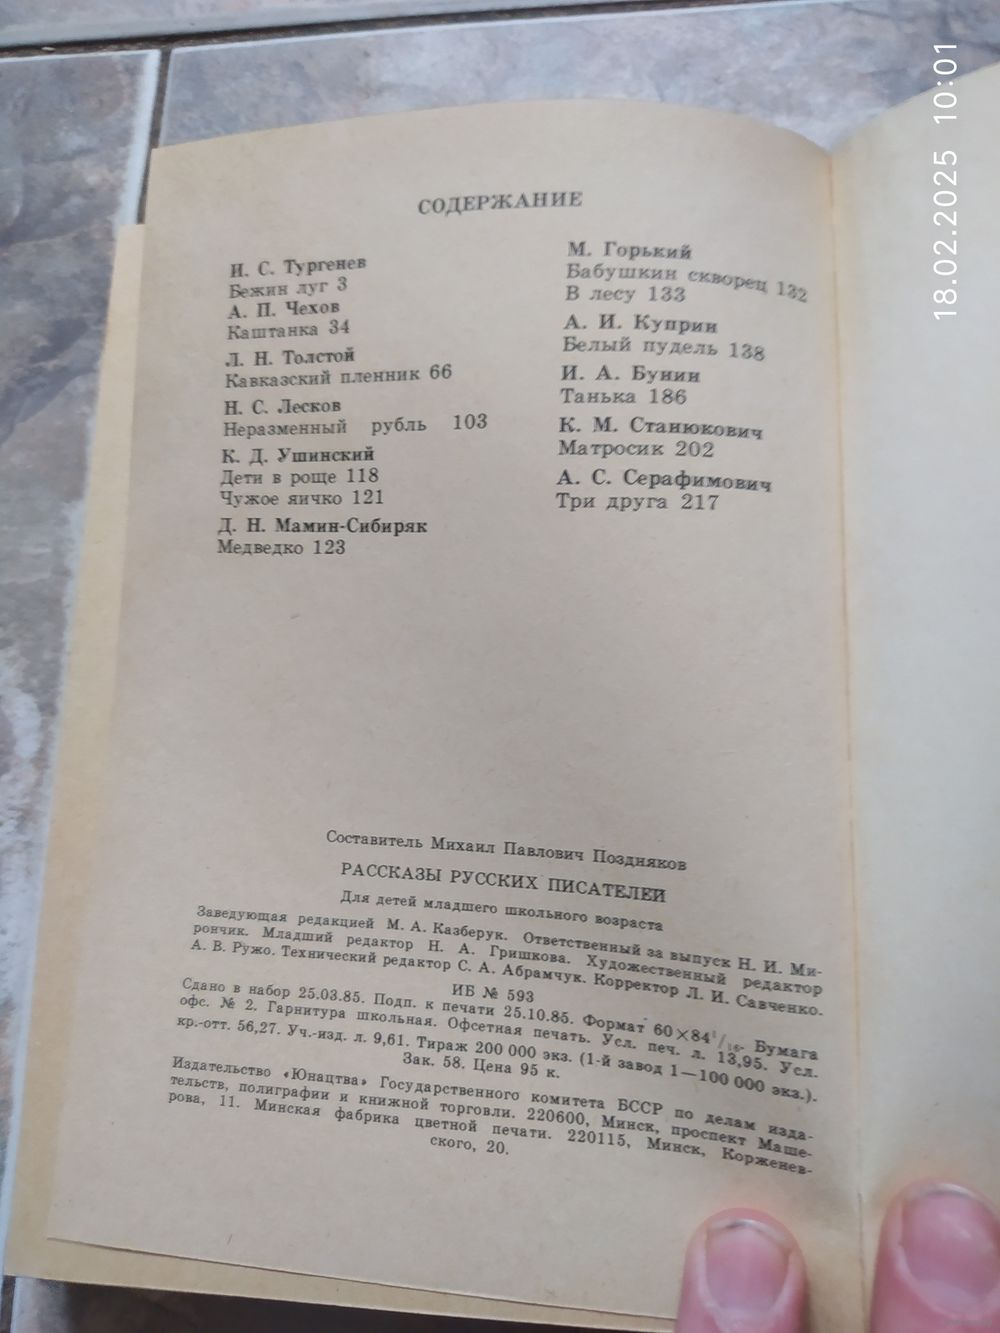 СОДЕРЖАНИЕ
И. С. Тургенев
Бежин луг 3
А. П. Чехов
Каштанка 34
Л. Н. Толстой
Кавказский пленник 66
Н. С. Лесков
Неразменный рубль 103
К. Д. Ушинский
Дети в роще 118
Чужое яичко 121
Д. Н. Мамин-Сибиряк
Медведко 123
М. Горький
Бабушкин скворец 132
В лесу 133
А. И. Куприн
Белый пудель 138
И. А. Бунин
Танька 186
К. М. Станюкович
Матросик 202
А. С. Серафимович
Три друга 217
Составитель Михаил Павлович Поздняков
РАССКАЗЫ РУССКИХ ПИСАТЕЛЕЙ
Для детей младшего школьного возраста
Заведующая редакцией М. А. Казберук. Ответственный за выпуск Н. И. Ми-
рончик. Младший редактор Н. А. Гришкова. Художественный редактор
А. В. Ружо. Технический редактор С. А. Абрамчук. Корректор Л. И. Савченко.
ИБ № 593
Сдано в набор 25.03.85. Подп. к печати 25.10.85. Формат 60×84 1/16. Бумага
офс. № 2. Гарнитура школьная. Офсетная печать. Усл. печ. л. 13,95. Усл.
кр.-отт. 56,27. Уч.-изд. л. 9,61. Тираж 200 000 экз. (1-й завод 1—100 000 экз.).
Зак. 58. Цена 95 к.
Издательство «Юнацтва» Государственного комитета БССР по делам изда-
тельств, полиграфии и книжной торговли. 220600, Минск, проспект Маше-
рова, 11. Минская фабрика цветной печати. 220115, Минск, Корженев-
ского, 20.
18.02.2025 10:01